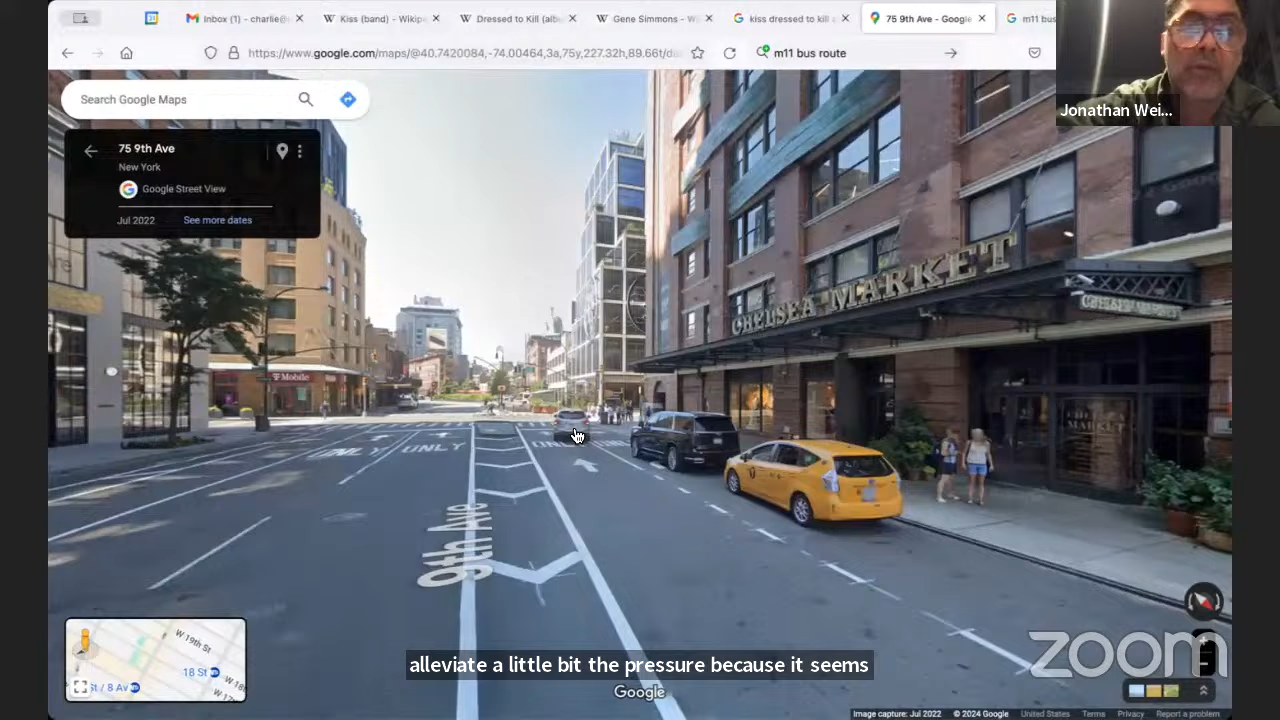 Inbox (1) - charlie@
Kiss (band) - Wikipe
Dressed to Kill (alb
Gene Simmons - W
kiss dressed to kill
75 9th Ave - Google
m11 bus
https://www.google.com/maps/@40.7420084,-74.00464,3a,75y,227.32h,89.66t/d
m11 bus route
Jonathan Wei...
Search Google Maps
75 9th Ave
New York
Google Street View
Jul 2022 See more dates
CHELSEA MARKET
CHELSEA MARKET
T Mobile
MARKET
ONLY ONLY
9th Ave
W 19th St
18 St
St / 8 Av
alleviate a little bit the pressure because it seems
zoom
Google
Image capture: Jul 2022 © 2024 Google United States Terms Privacy Report a problem